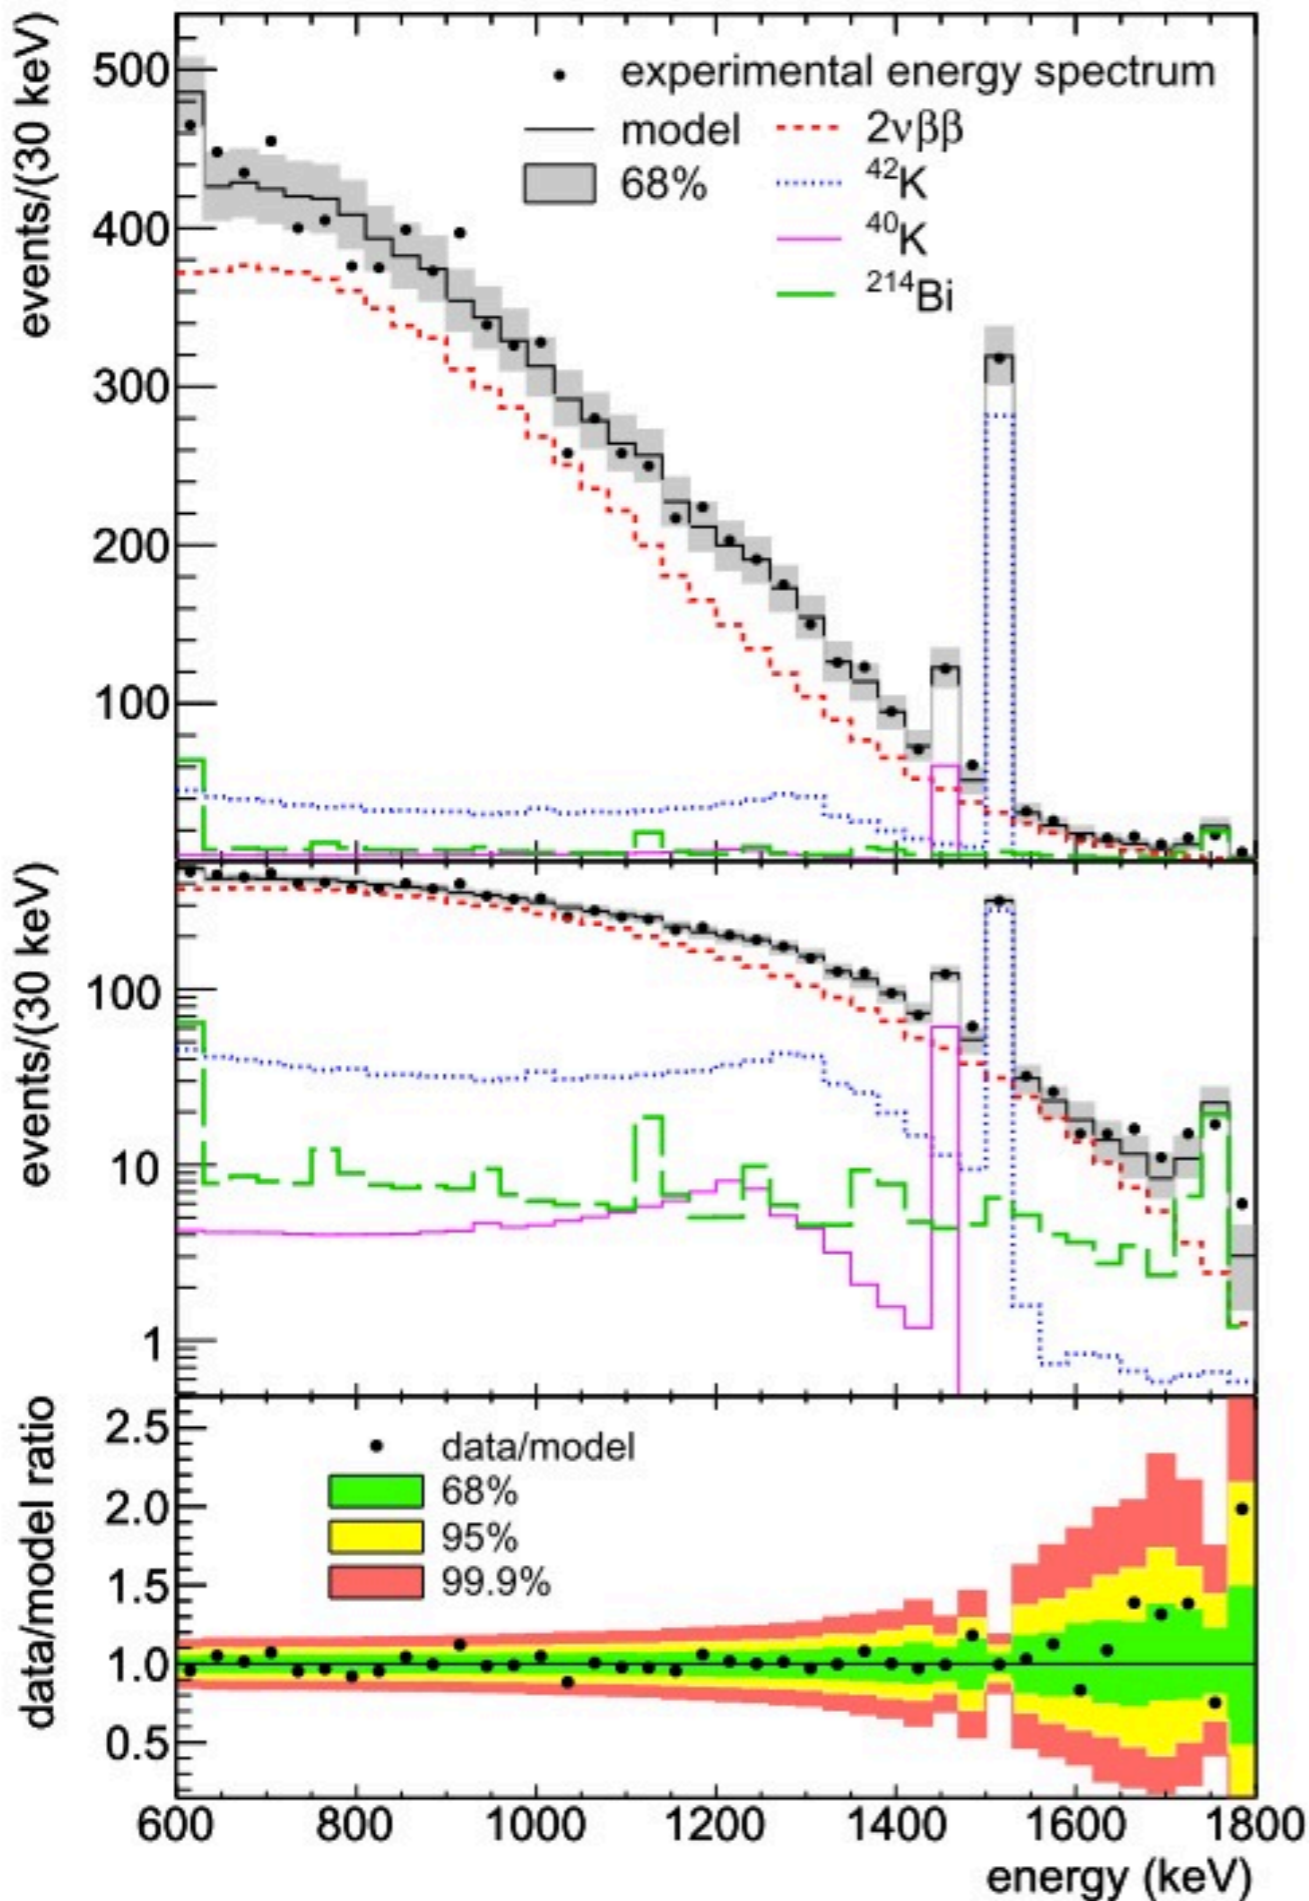 events/(30 keV)
500
400
300
200
100
experimental energy spectrum
model
68%
2νββ
⁴²K
⁴⁰K
²¹⁴Bi
events/(30 keV)
100
10
1
data/model ratio
2.5
2.0
1.5
1.0
0.5
data/model
68%
95%
99.9%
600 800 1000 1200 1400 1600 1800
energy (keV)